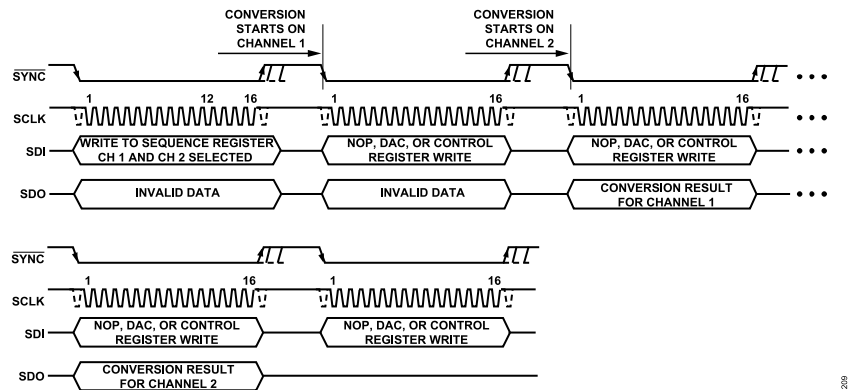 CONVERSION
STARTS ON
CHANNEL 1
CONVERSION
STARTS ON
CHANNEL 2
SYNC
1 12 16 1 16 1 16
SCLK
SDI
WRITE TO SEQUENCE REGISTER
CH 1 AND CH 2 SELECTED
NOP, DAC, OR CONTROL
REGISTER WRITE
NOP, DAC, OR CONTROL
REGISTER WRITE
SDO
INVALID DATA
INVALID DATA
CONVERSION RESULT
FOR CHANNEL 1
SYNC
1 16 1 16
SCLK
SDI
NOP, DAC, OR CONTROL
REGISTER WRITE
NOP, DAC, OR CONTROL
REGISTER WRITE
SDO
CONVERSION RESULT
FOR CHANNEL 2
209